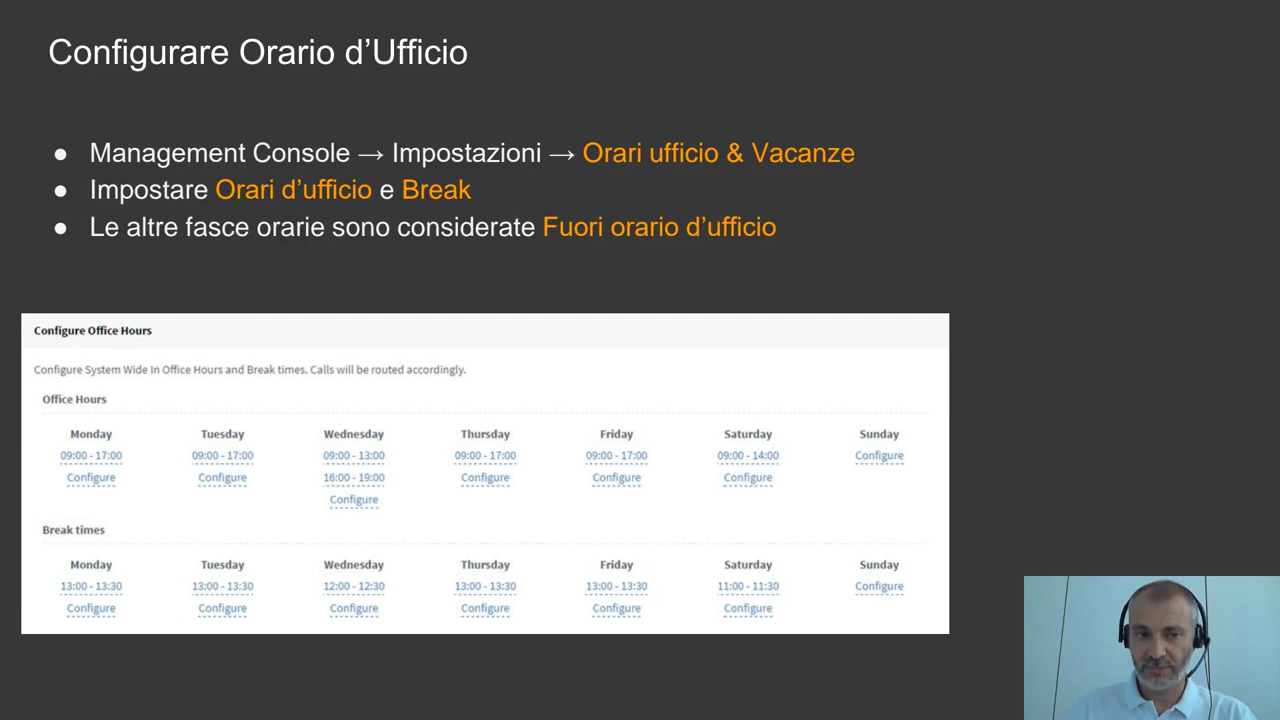 Configurare Orario d’Ufficio
● Management Console → Impostazioni → Orari ufficio & Vacanze
● Impostare Orari d’ufficio e Break
● Le altre fasce orarie sono considerate Fuori orario d’ufficio
Configure Office Hours
Configure System Wide In Office Hours and Break times. Calls will be routed accordingly.
Office Hours
Monday Tuesday Wednesday Thursday Friday Saturday Sunday
09:00 - 17:00 09:00 - 17:00 09:00 - 13:00 09:00 - 17:00 09:00 - 17:00 09:00 - 14:00 Configure
Configure Configure 16:00 - 19:00 Configure Configure Configure
Configure
Break times
Monday Tuesday Wednesday Thursday Friday Saturday Sunday
13:00 - 13:30 13:00 - 13:30 12:00 - 12:30 13:00 - 13:30 13:00 - 13:30 11:00 - 11:30 Configure
Configure Configure Configure Configure Configure Configure